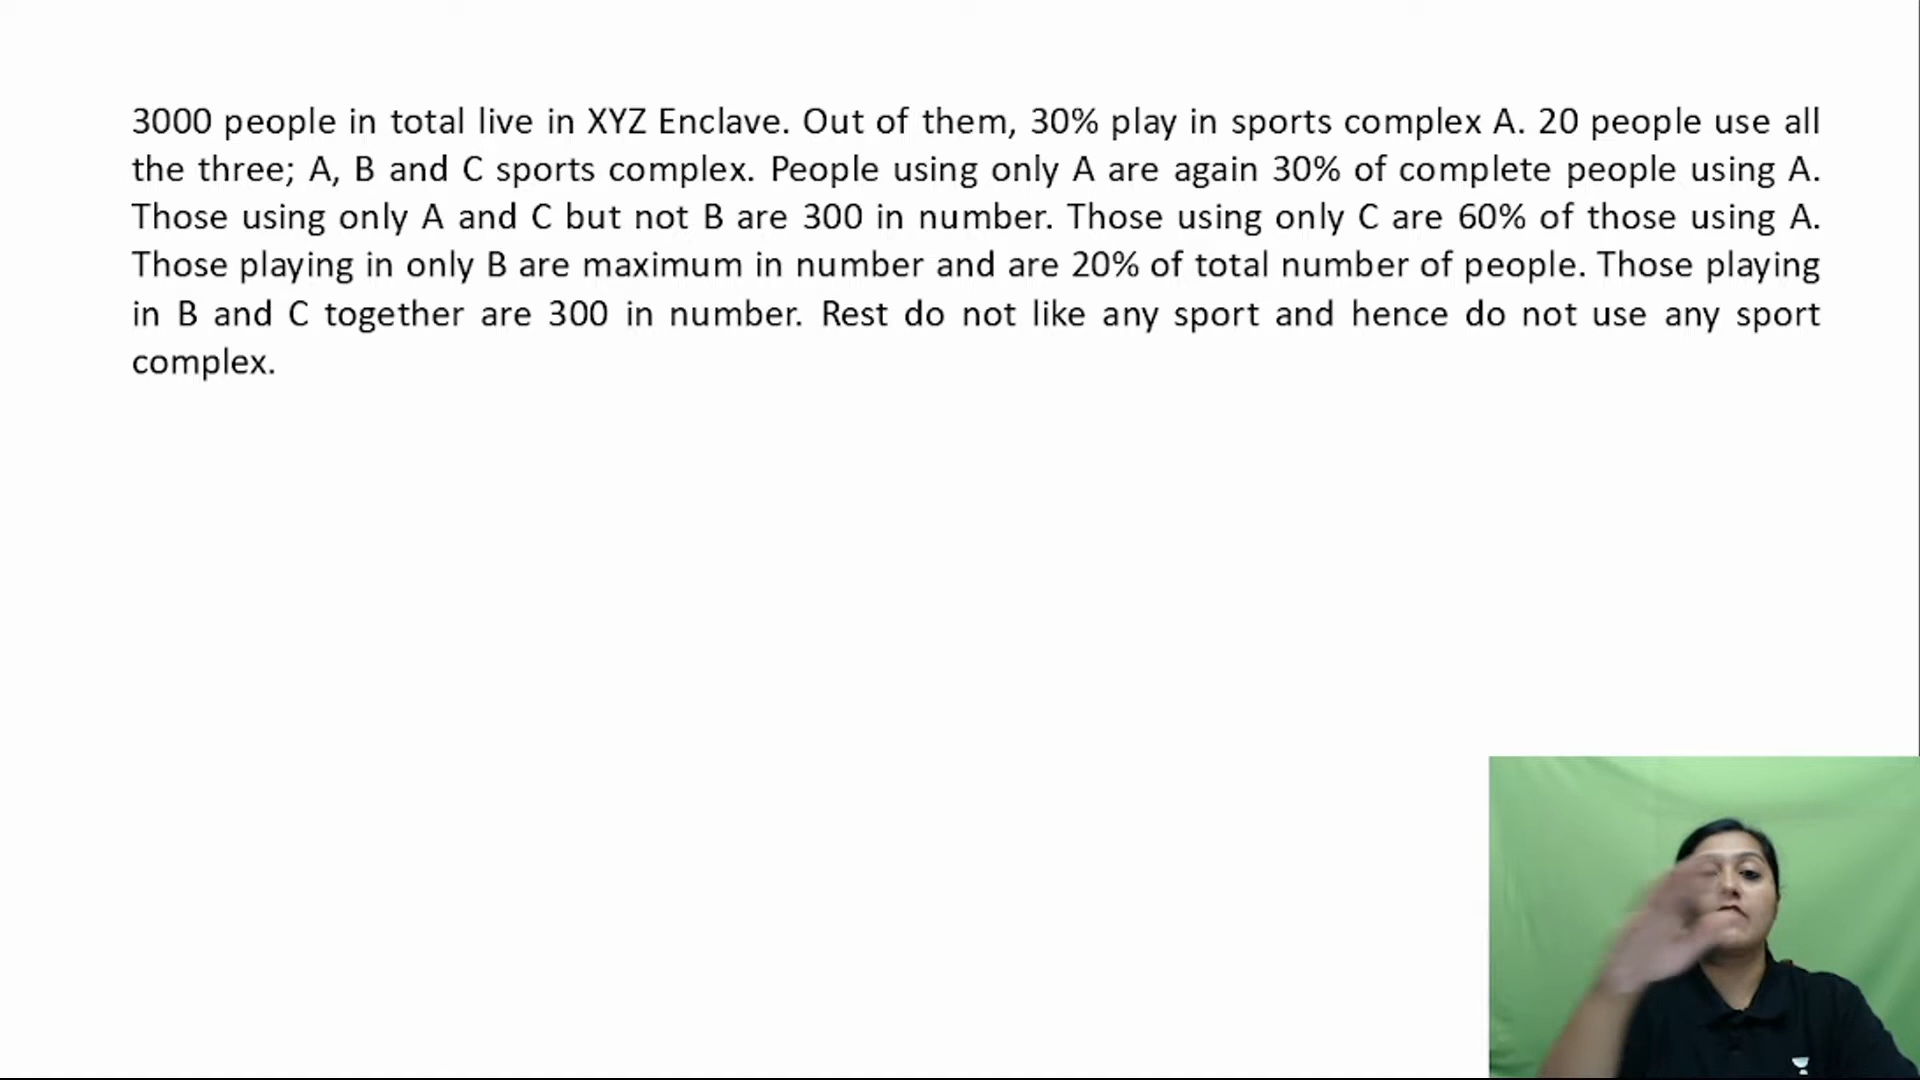 3000 people in total live in XYZ Enclave. Out of them, 30% play in sports complex A. 20 people use all
the three; A, B and C sports complex. People using only A are again 30% of complete people using A.
Those using only A and C but not B are 300 in number. Those using only C are 60% of those using A.
Those playing in only B are maximum in number and are 20% of total number of people. Those playing
in B and C together are 300 in number. Rest do not like any sport and hence do not use any sport
complex.